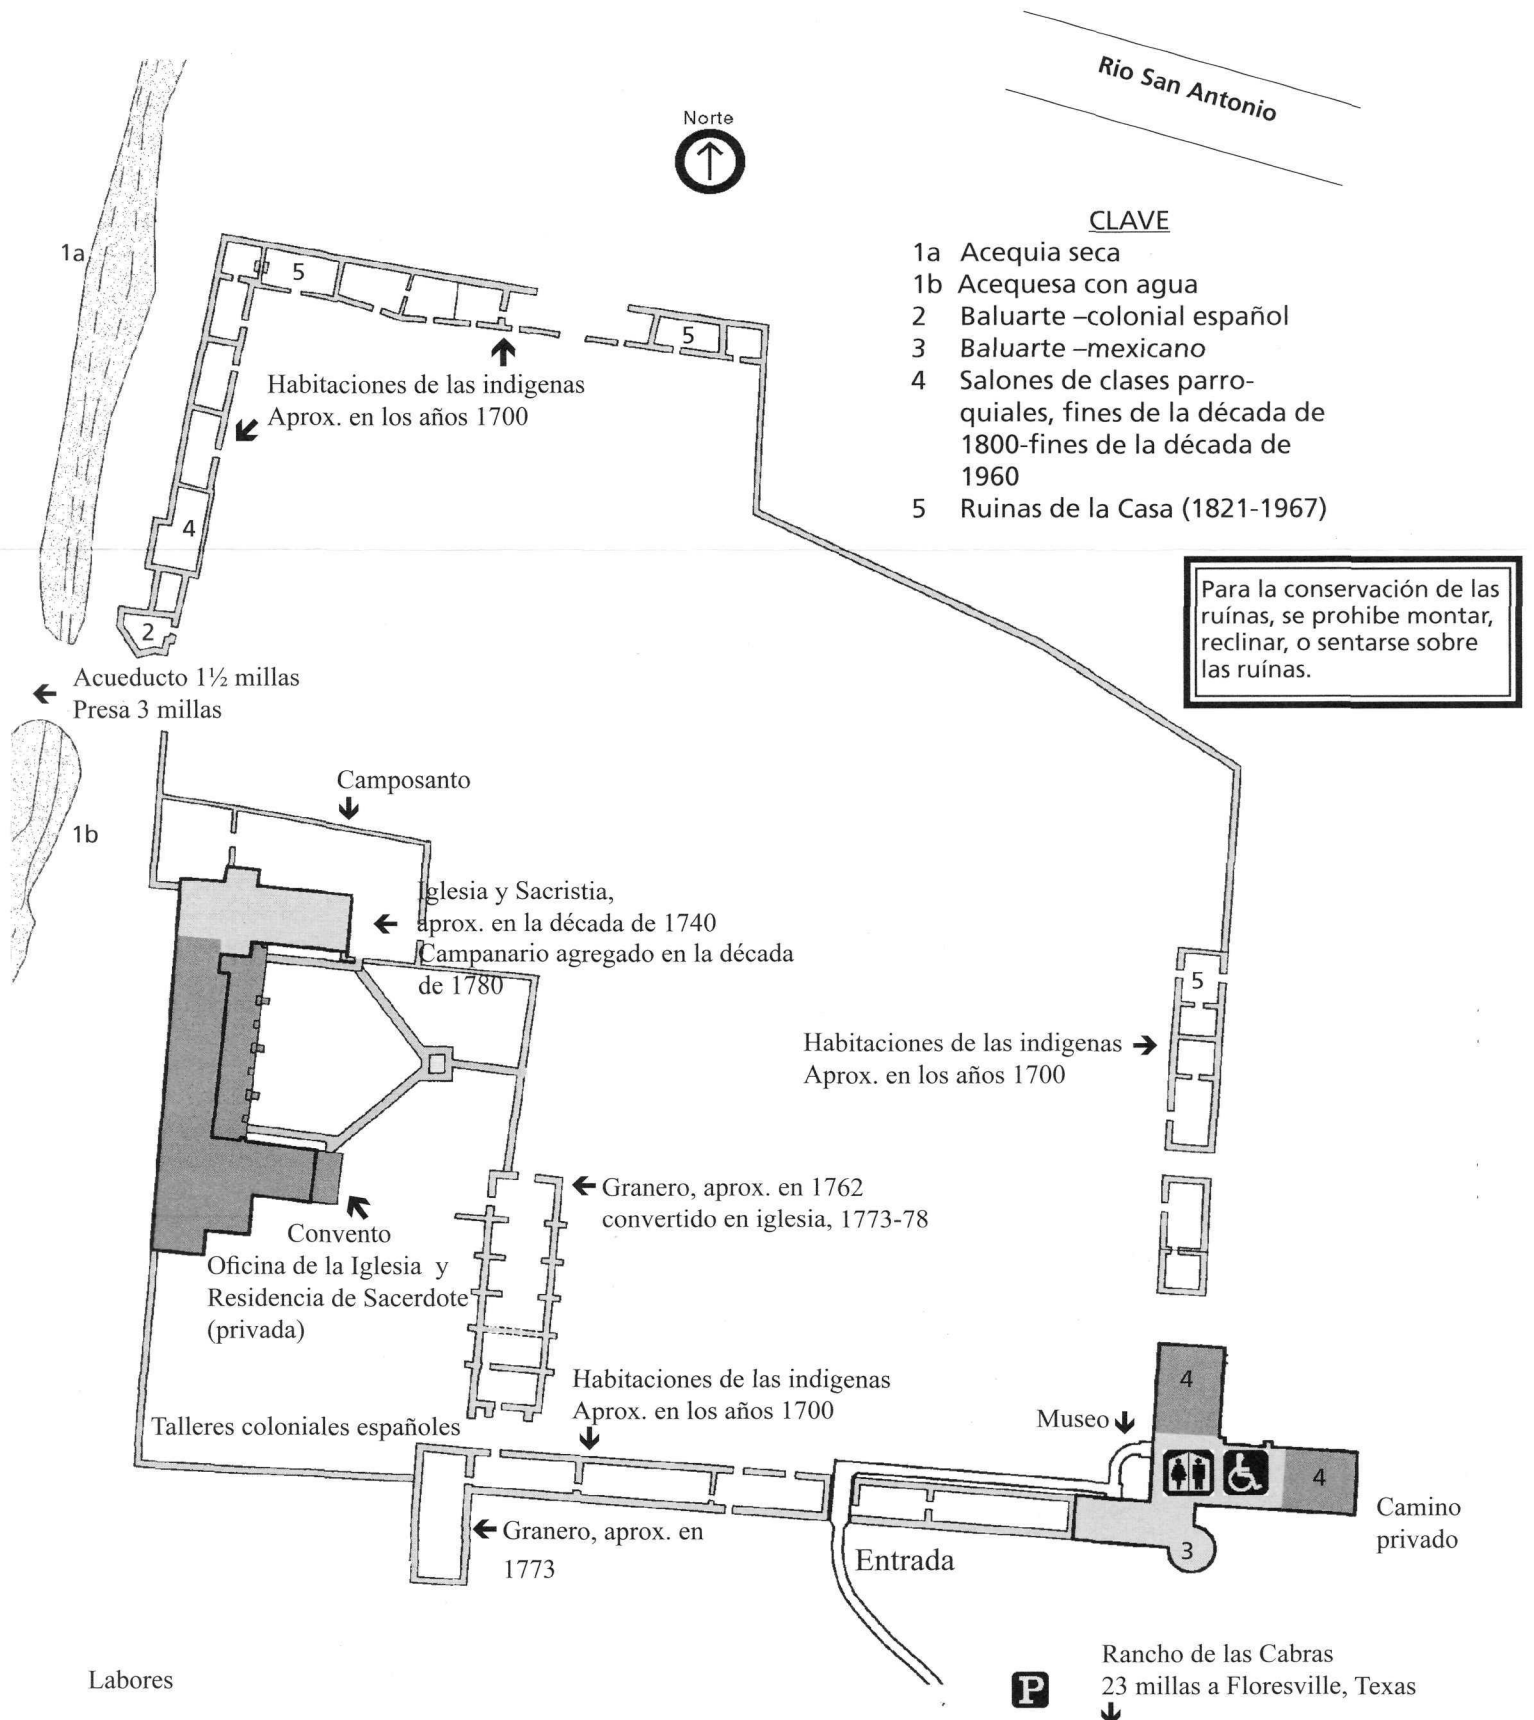 Rio San Antonio
Norte
CLAVE
1a Acequia seca
1b Acequesa con agua
2 Baluarte –colonial español
3 Baluarte –mexicano
4 Salones de clases parro-
quiales, fines de la década de
1800-fines de la década de
1960
5 Ruinas de la Casa (1821-1967)
1a
5
5
Habitaciones de las indigenas
Aprox. en los años 1700
4
2
Para la conservación de las
ruínas, se prohibe montar,
reclinar, o sentarse sobre
las ruínas.
Acueducto 1½ millas
Presa 3 millas
Camposanto
1b
Iglesia y Sacristia,
aprox. en la década de 1740
Campanario agregado en la década
de 1780
5
Habitaciones de las indigenas
Aprox. en los años 1700
Granero, aprox. en 1762
convertido en iglesia, 1773-78
Convento
Oficina de la Iglesia y
Residencia de Sacerdote
(privada)
Habitaciones de las indigenas
Aprox. en los años 1700
Talleres coloniales españoles
Museo
4
4
Camino
privado
Granero, aprox. en
1773
Entrada
3
Labores
P
Rancho de las Cabras
23 millas a Floresville, Texas